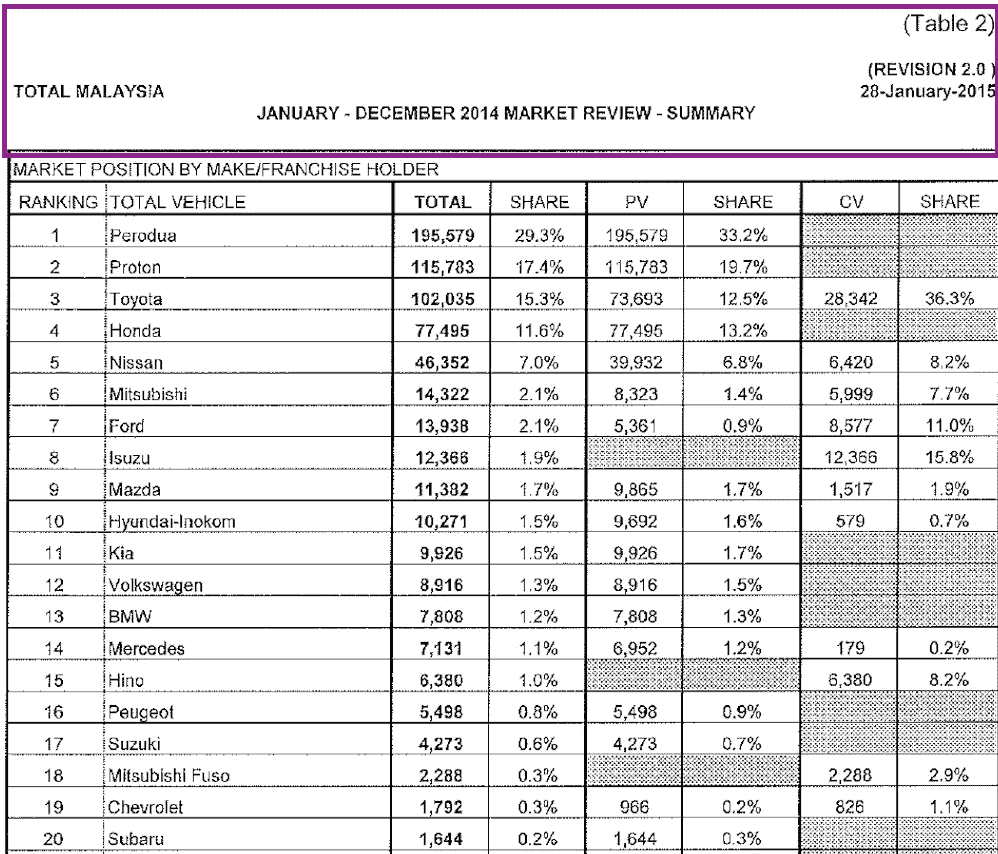 (Table 2)
(REVISION 2.0 )
TOTAL MALAYSIA 28-January-2015
JANUARY - DECEMBER 2014 MARKET REVIEW - SUMMARY
MARKET POSITION BY MAKE/FRANCHISE HOLDER
RANKING TOTAL VEHICLE TOTAL SHARE PV SHARE CV SHARE
1 Perodua 195,579 29.3% 195,579 33.2%
2 Proton 115,783 17.4% 115,783 19.7%
3 Toyota 102,035 15.3% 73,693 12.5% 28,342 36.3%
4 Honda 77,495 11.6% 77,495 13.2%
5 Nissan 46,352 7.0% 39,932 6.8% 6,420 8.2%
6 Mitsubishi 14,322 2.1% 8,323 1.4% 5,999 7.7%
7 Ford 13,938 2.1% 5,361 0.9% 8,577 11.0%
8 Isuzu 12,366 1.9% 12,366 15.8%
9 Mazda 11,382 1.7% 9,865 1.7% 1,517 1.9%
10 Hyundai-Inokom 10,271 1.5% 9,692 1.6% 579 0.7%
11 Kia 9,926 1.5% 9,926 1.7%
12 Volkswagen 8,916 1.3% 8,916 1.5%
13 BMW 7,808 1.2% 7,808 1.3%
14 Mercedes 7,131 1.1% 6,952 1.2% 179 0.2%
15 Hino 6,380 1.0% 6,380 8.2%
16 Peugeot 5,498 0.8% 5,498 0.9%
17 Suzuki 4,273 0.6% 4,273 0.7%
18 Mitsubishi Fuso 2,288 0.3% 2,288 2.9%
19 Chevrolet 1,792 0.3% 966 0.2% 826 1.1%
20 Subaru 1,644 0.2% 1,644 0.3%